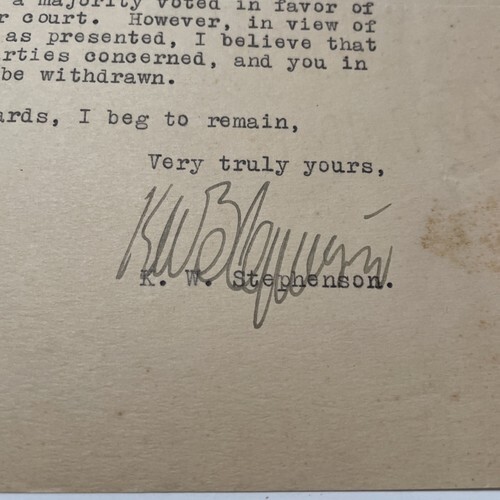 a majority voted in favor of
r court. However, in view of
as presented, I believe that
rties concerned, and you in
be withdrawn.
ards, I beg to remain,
Very truly yours,
K. W. Stephenson.